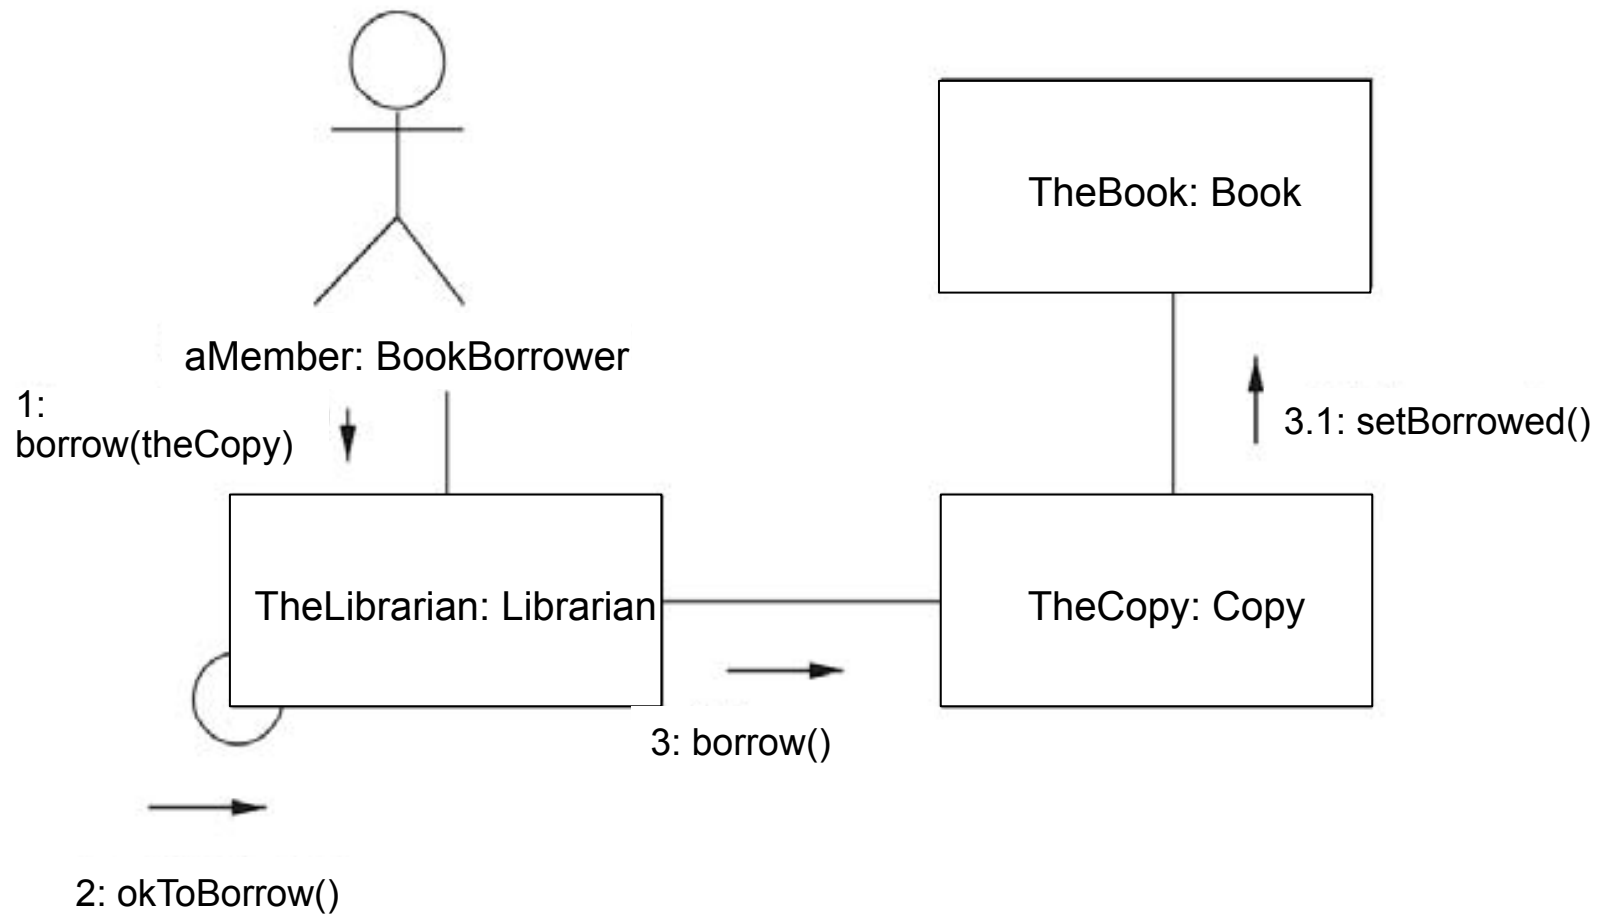 TheBook: Book
aMember: BookBorrower
1:
borrow(theCopy)
3.1: setBorrowed()
TheLibrarian: Librarian
TheCopy: Copy
3: borrow()
2: okToBorrow()